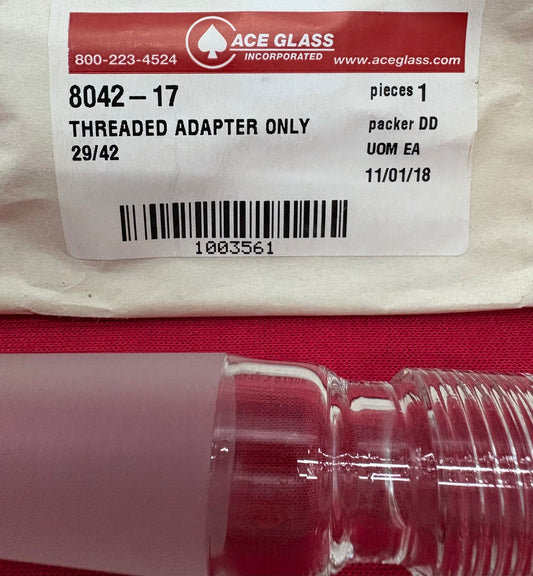 ACE GLASS
INCORPORATED
800-223-4524
www.aceglass.com
8042-17
pieces 1
THREADED ADAPTER ONLY
packer DD
29/42
UOM EA
11/01/18
1003561